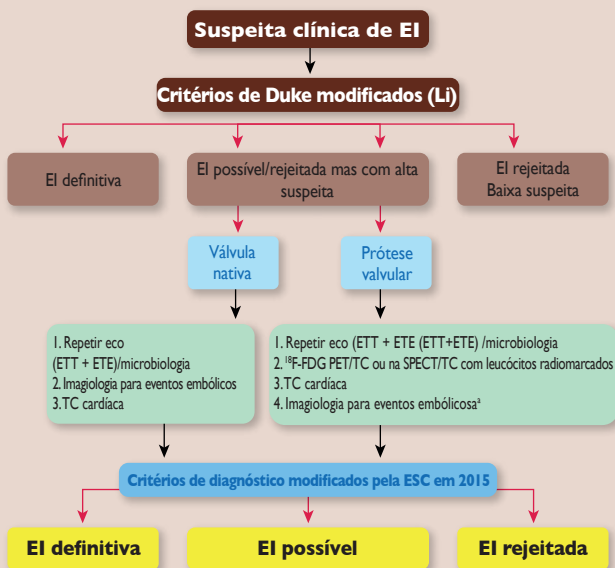 Suspeita clínica de EI
Critérios de Duke modificados (Li)
EI definitiva
EI possível/rejeitada mas com alta
suspeita
EI rejeitada
Baixa suspeita
Válvula
nativa
Prótese
valvular
1. Repetir eco
(ETT + ETE)/microbiologia
2. Imagiologia para eventos embólicos
3. TC cardíaca
1. Repetir eco (ETT + ETE (ETT+ETE) /microbiologia
2. ¹⁸F-FDG PET/TC ou na SPECT/TC com leucócitos radiomarcados
3. TC cardíaca
4. Imagiologia para eventos embólicosaª
Critérios de diagnóstico modificados pela ESC em 2015
EI definitiva
EI possível
EI rejeitada